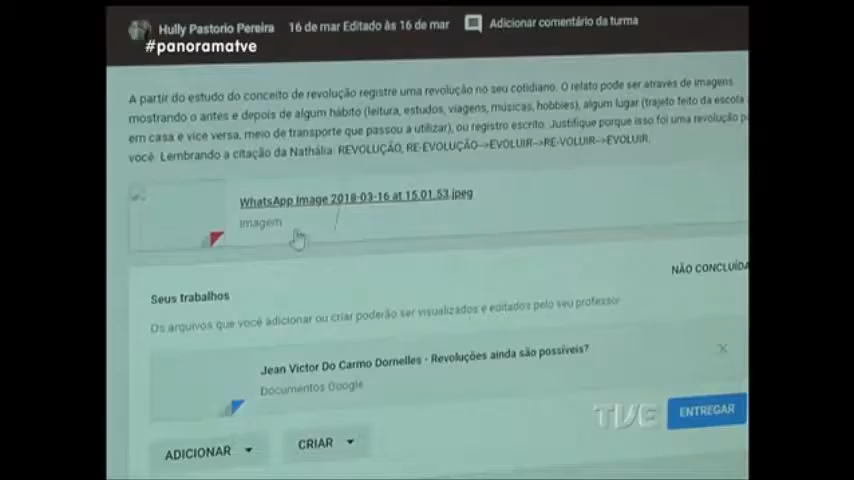 Hully Pastorio Pereira 16 de mar Editado às 16 de mar Adicionar comentário da turma
#panoramatve
A partir do estudo do conceito de revolução registre uma revolução no seu cotidiano. O relato pode ser através de imagens
mostrando o antes e depois de algum hábito (leitura, estudos, viagens, músicas, hobbies), algum lugar (trajeto feito da escola
em casa e vice versa, meio de transporte que passou a utilizar), ou registro escrito. Justifique porque isso foi uma revolução
você. Lembrando a citação da Nathália: REVOLUÇÃO, RE-EVOLUÇÃO-->EVOLUIR-->RE-VOLUIR-->EVOLUIR.
WhatsApp Image 2018-03-16 at 15.01.53.jpeg
Imagem
NÃO CONCLUÍDA
Seus trabalhos
Os arquivos que você adicionar ou criar poderão ser visualizados e editados pelo seu professor
Jean Victor Do Carmo Dornelles - Revoluções ainda são possíveis?
Documentos Google
TVE
ENTREGAR
ADICIONAR
CRIAR